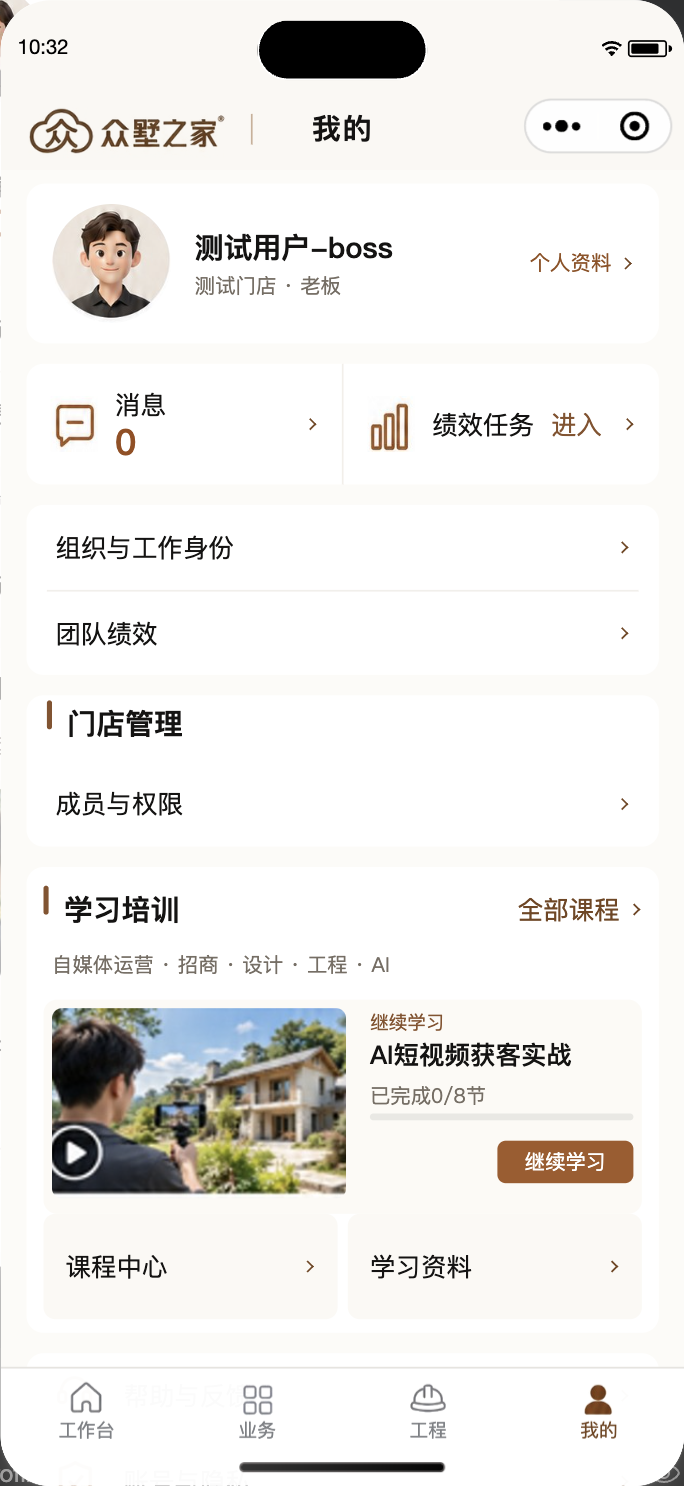 10:32
众墅之家®
我的
测试用户-boss
测试门店 · 老板
个人资料
消息
0
绩效任务 进入
组织与工作身份
团队绩效
门店管理
成员与权限
学习培训
全部课程
自媒体运营 · 招商 · 设计 · 工程 · AI
继续学习
AI短视频获客实战
已完成0/8节
继续学习
课程中心
学习资料
帮助与反馈
工作台
业务
工程
我的